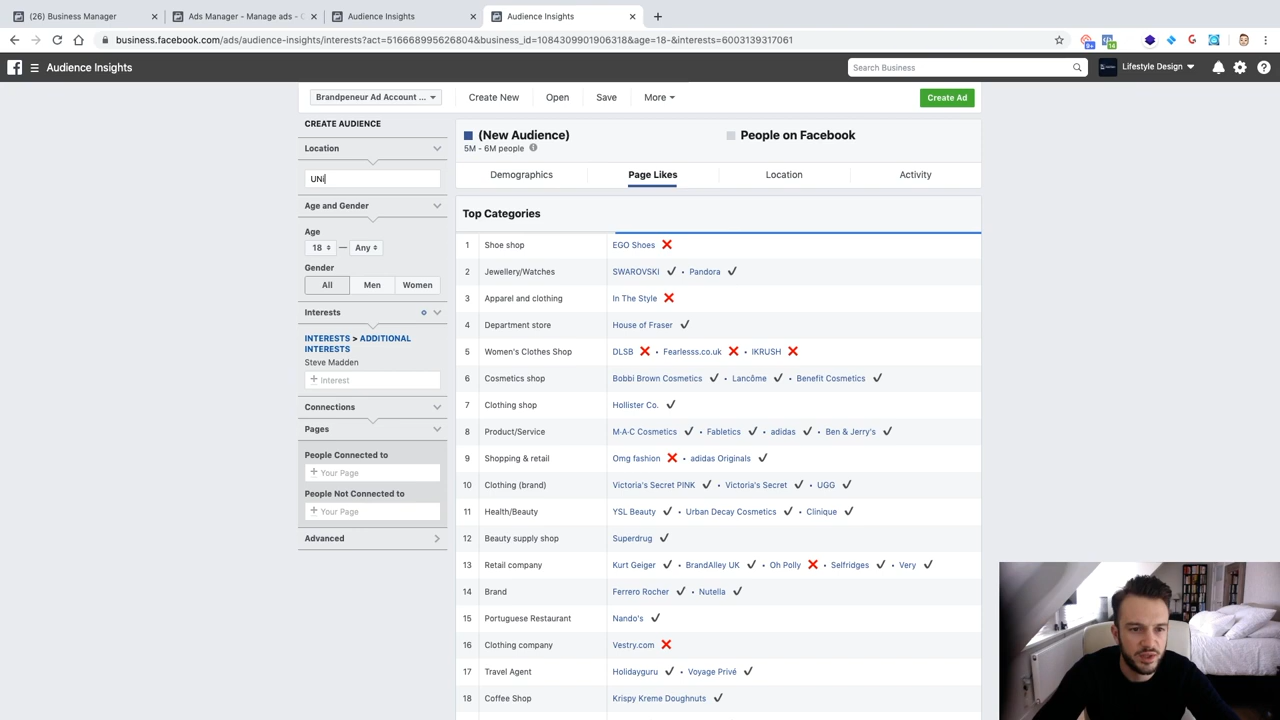 (26) Business Manager
Ads Manager - Manage ads - C
Audience Insights
Audience Insights
business.facebook.com/ads/audience-insights/interests?act=516668995626804&business_id=1084309901906318&age=18-&interests=6003139317061
Audience Insights
Search Business
Lifestyle Design
Brandpeneur Ad Account ...
Create New
Open
Save
More
Create Ad
CREATE AUDIENCE
Location
UNi
Age and Gender
Age
18 — Any
Gender
All Men Women
Interests
INTERESTS > ADDITIONAL
INTERESTS
Steve Madden
+ Interest
Connections
Pages
People Connected to
+ Your Page
People Not Connected to
+ Your Page
Advanced
(New Audience)
5M - 6M people
People on Facebook
Demographics Page Likes Location Activity
Top Categories
1 Shoe shop EGO Shoes ❌
2 Jewellery/Watches SWAROVSKI ✔ • Pandora ✔
3 Apparel and clothing In The Style ❌
4 Department store House of Fraser ✔
5 Women's Clothes Shop DLSB ❌ • Fearlesss.co.uk ❌ • IKRUSH ❌
6 Cosmetics shop Bobbi Brown Cosmetics ✔ • Lancôme ✔ • Benefit Cosmetics ✔
7 Clothing shop Hollister Co. ✔
8 Product/Service M·A·C Cosmetics ✔ • Fabletics ✔ • adidas ✔ • Ben & Jerry's ✔
9 Shopping & retail Omg fashion ❌ • adidas Originals ✔
10 Clothing (brand) Victoria's Secret PINK ✔ • Victoria's Secret ✔ • UGG ✔
11 Health/Beauty YSL Beauty ✔ • Urban Decay Cosmetics ✔ • Clinique ✔
12 Beauty supply shop Superdrug ✔
13 Retail company Kurt Geiger ✔ • BrandAlley UK ✔ • Oh Polly ❌ • Selfridges ✔ • Very ✔
14 Brand Ferrero Rocher ✔ • Nutella ✔
15 Portuguese Restaurant Nando's ✔
16 Clothing company Vestry.com ❌
17 Travel Agent Holidayguru ✔ • Voyage Privé ✔
18 Coffee Shop Krispy Kreme Doughnuts ✔